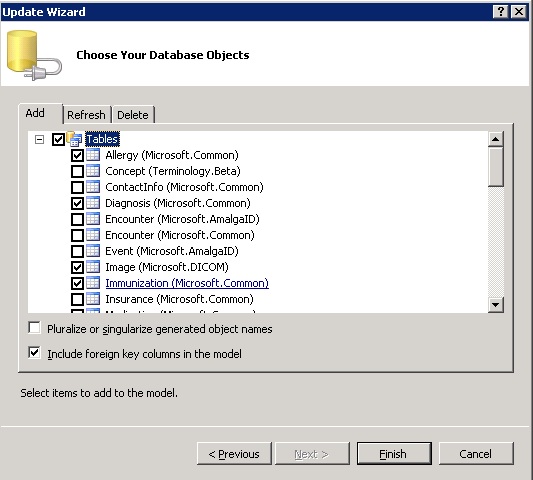 Update Wizard
Choose Your Database Objects
Add Refresh Delete
Tables
Allergy (Microsoft.Common)
Concept (Terminology.Beta)
ContactInfo (Microsoft.Common)
Diagnosis (Microsoft.Common)
Encounter (Microsoft.AmalgaID)
Encounter (Microsoft.Common)
Event (Microsoft.AmalgaID)
Image (Microsoft.DICOM)
Immunization (Microsoft.Common)
Insurance (Microsoft.Common)
Pluralize or singularize generated object names
Include foreign key columns in the model
Select items to add to the model.
< Previous Next > Finish Cancel